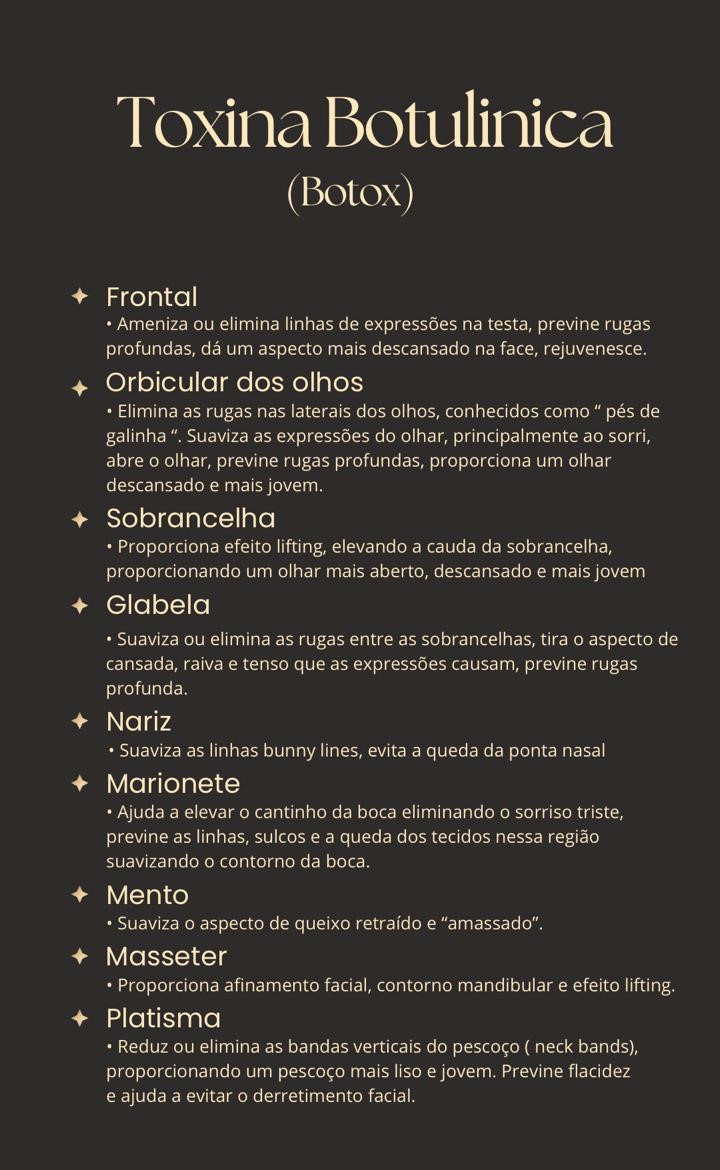 Toxina Botulinica
(Botox)
Frontal
• Ameniza ou elimina linhas de expressões na testa, previne rugas
profundas, dá um aspecto mais descansado na face, rejuvenesce.
Orbicular dos olhos
• Elimina as rugas nas laterais dos olhos, conhecidos como “ pés de
galinha “. Suaviza as expressões do olhar, principalmente ao sorri,
abre o olhar, previne rugas profundas, proporciona um olhar
descansado e mais jovem.
Sobrancelha
• Proporciona efeito lifting, elevando a cauda da sobrancelha,
proporcionando um olhar mais aberto, descansado e mais jovem
Glabela
• Suaviza ou elimina as rugas entre as sobrancelhas, tira o aspecto de
cansada, raiva e tenso que as expressões causam, previne rugas
profunda.
Nariz
• Suaviza as linhas bunny lines, evita a queda da ponta nasal
Marionete
• Ajuda a elevar o cantinho da boca eliminando o sorriso triste,
previne as linhas, sulcos e a queda dos tecidos nessa região
suavizando o contorno da boca.
Mento
• Suaviza o aspecto de queixo retraído e “amassado”.
Masseter
• Proporciona afinamento facial, contorno mandibular e efeito lifting.
Platisma
• Reduz ou elimina as bandas verticais do pescoço ( neck bands),
proporcionando um pescoço mais liso e jovem. Previne flacidez
e ajuda a evitar o derretimento facial.